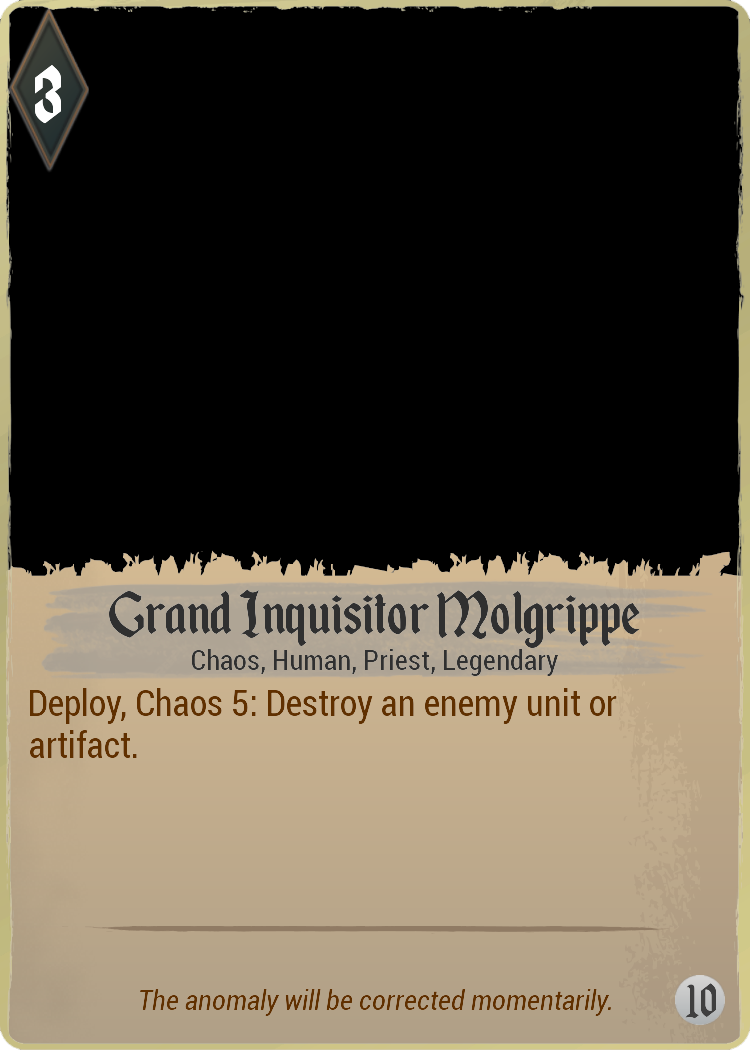 3
Grand Inquisitor Molgrippe
Chaos, Human, Priest, Legendary
Deploy, Chaos 5: Destroy an enemy unit or
artifact.
The anomaly will be corrected momentarily.
10